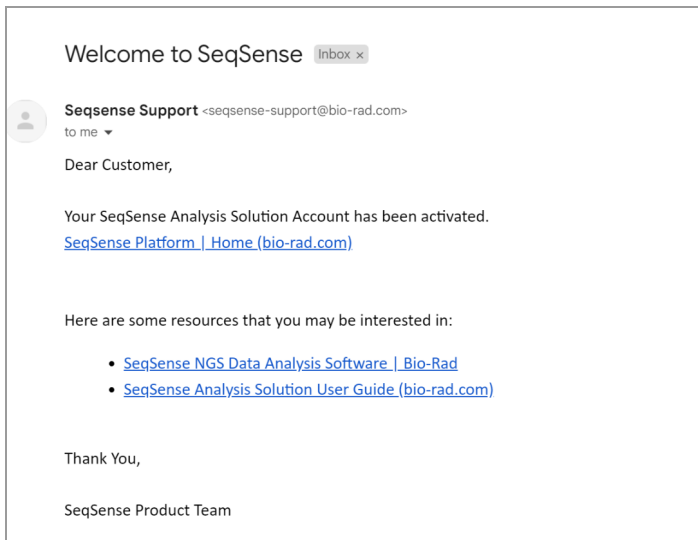 Welcome to SeqSense Inbox ×
Seqsense Support <seqsense-support@bio-rad.com>
to me
Dear Customer,
Your SeqSense Analysis Solution Account has been activated.
SeqSense Platform | Home (bio-rad.com)
Here are some resources that you may be interested in:
• SeqSense NGS Data Analysis Software | Bio-Rad
• SeqSense Analysis Solution User Guide (bio-rad.com)
Thank You,
SeqSense Product Team